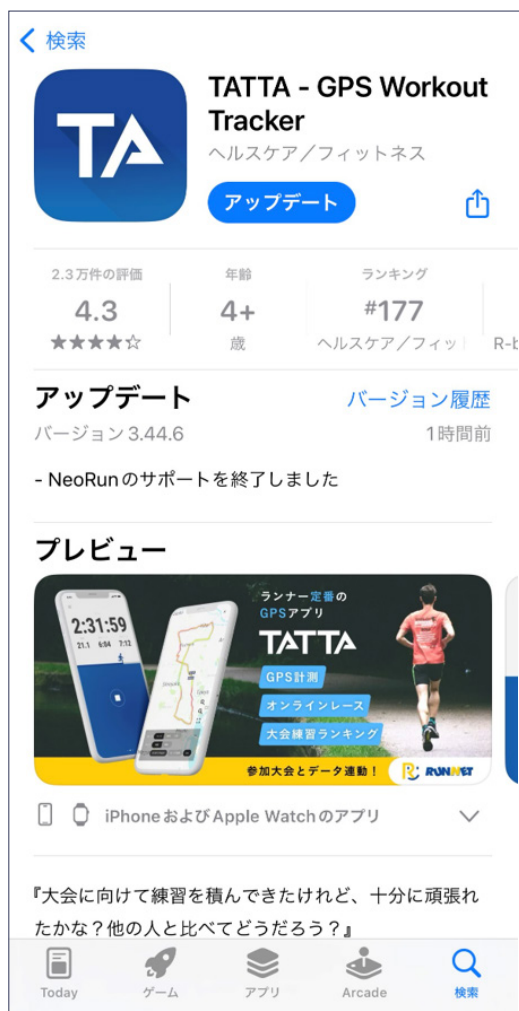 検索
TATTA - GPS Workout
Tracker
ヘルスケア／フィットネス
アップデート
TA
2.3万件の評価
年齢
ランキング
4.3
4+
#177
★★★★☆
歳
ヘルスケア／フィッ
R-b
アップデート
バージョン履歴
バージョン 3.44.6
1時間前
- NeoRunのサポートを終了しました
プレビュー
ランナー定番の
GPSアプリ
TATTA
GPS計測
オンラインレース
大会練習ランキング
参加大会とデータ連動！
RUNNET
2:31:59
21.1 6:04 7:12
iPhoneおよびApple Watchのアプリ
『大会に向けて練習を積んできたけれど、十分に頑張れ
たかな？他の人と比べてどうだろう？』
Today
ゲーム
アプリ
Arcade
検索